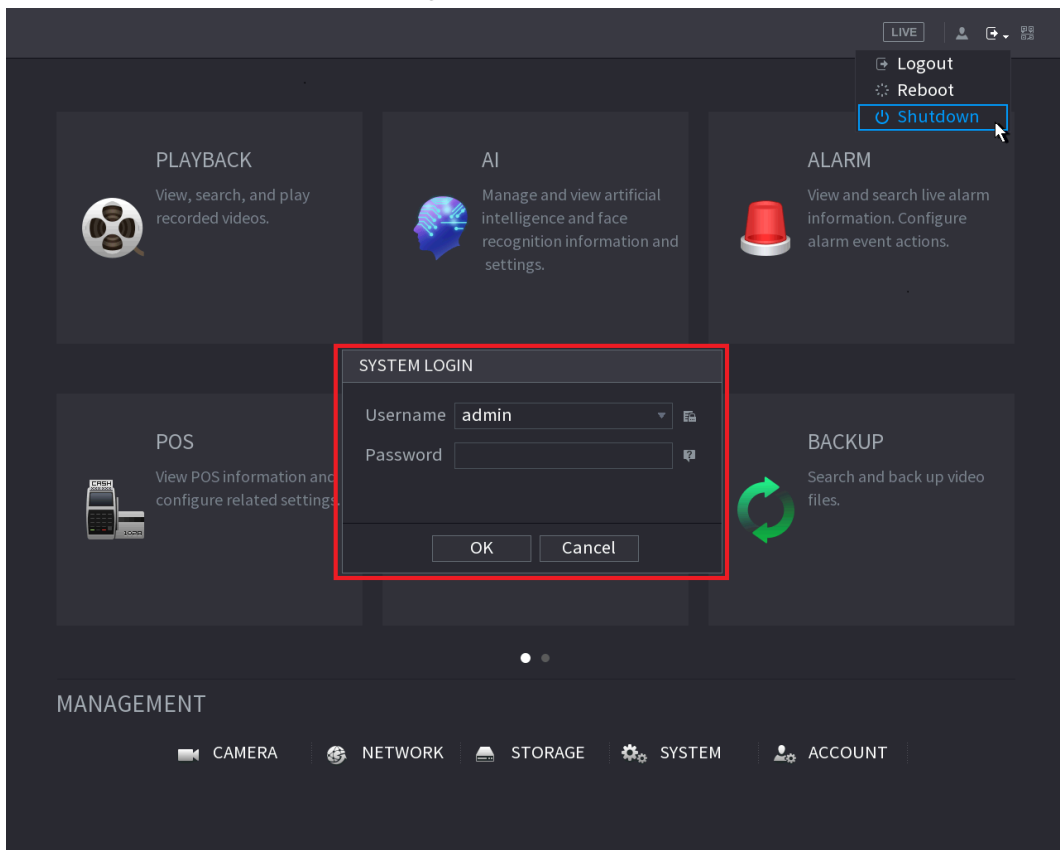 LIVE
Logout
Reboot
Shutdown
PLAYBACK
View, search, and play
recorded videos.
AI
Manage and view artificial
intelligence and face
recognition information and
settings.
ALARM
View and search live alarm
information. Configure
alarm event actions.
SYSTEM LOGIN
Username admin
Password
OK Cancel
POS
View POS information and
configure related settings.
CASH
BACKUP
Search and back up video
files.
MANAGEMENT
CAMERA NETWORK STORAGE SYSTEM ACCOUNT